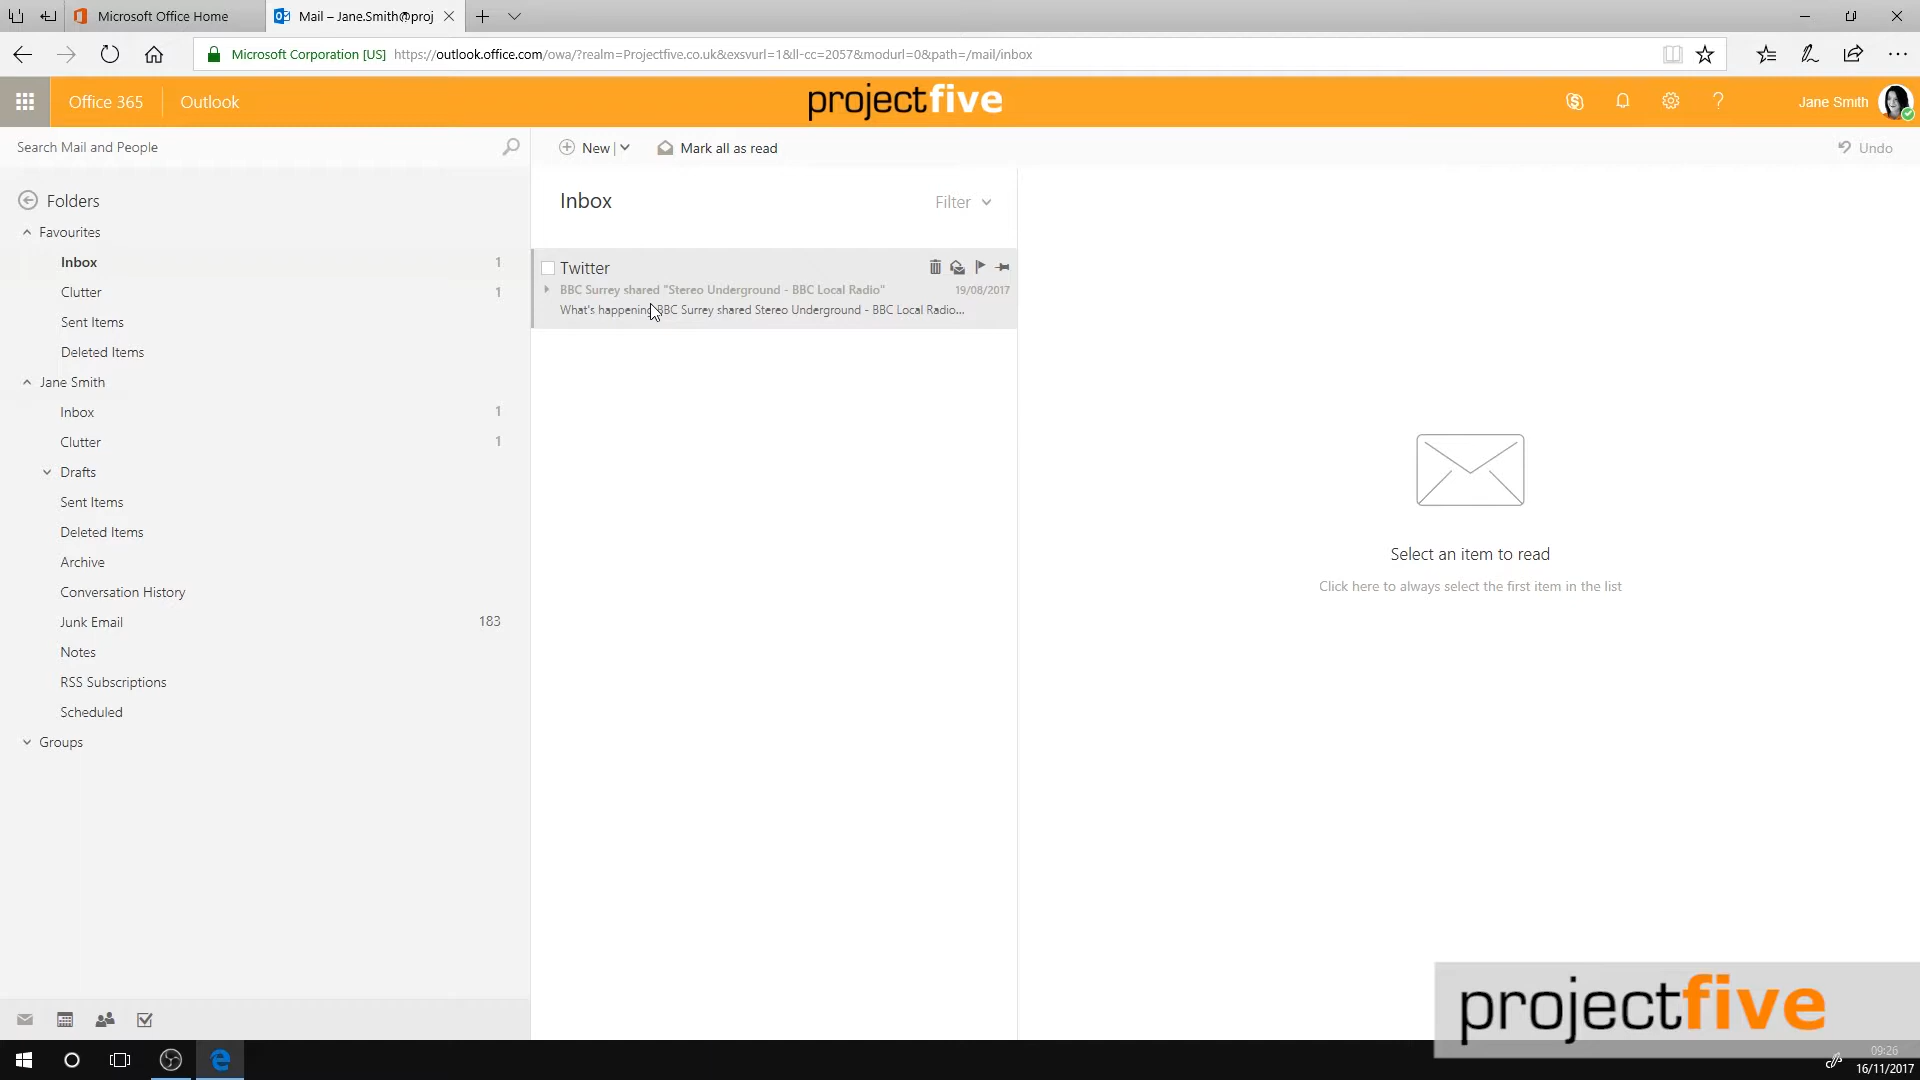 Microsoft Office Home
Mail – Jane.Smith@proj
Microsoft Corporation [US] https://outlook.office.com/owa/?realm=Projectfive.co.uk&exsvurl=1&ll-cc=2057&modurl=0&path=/mail/inbox
Office 365
Outlook
projectfive
?
Jane Smith
Search Mail and People
New
Mark all as read
Undo
Folders
Favourites
Inbox 1
Clutter 1
Sent Items
Deleted Items
Jane Smith
Inbox 1
Clutter 1
Drafts
Sent Items
Deleted Items
Archive
Conversation History
Junk Email 183
Notes
RSS Subscriptions
Scheduled
Groups
Inbox
Filter
Twitter
BBC Surrey shared "Stereo Underground - BBC Local Radio" 19/08/2017
What's happening BBC Surrey shared Stereo Underground - BBC Local Radio...
Select an item to read
Click here to always select the first item in the list
projectfive
09:26
16/11/2017